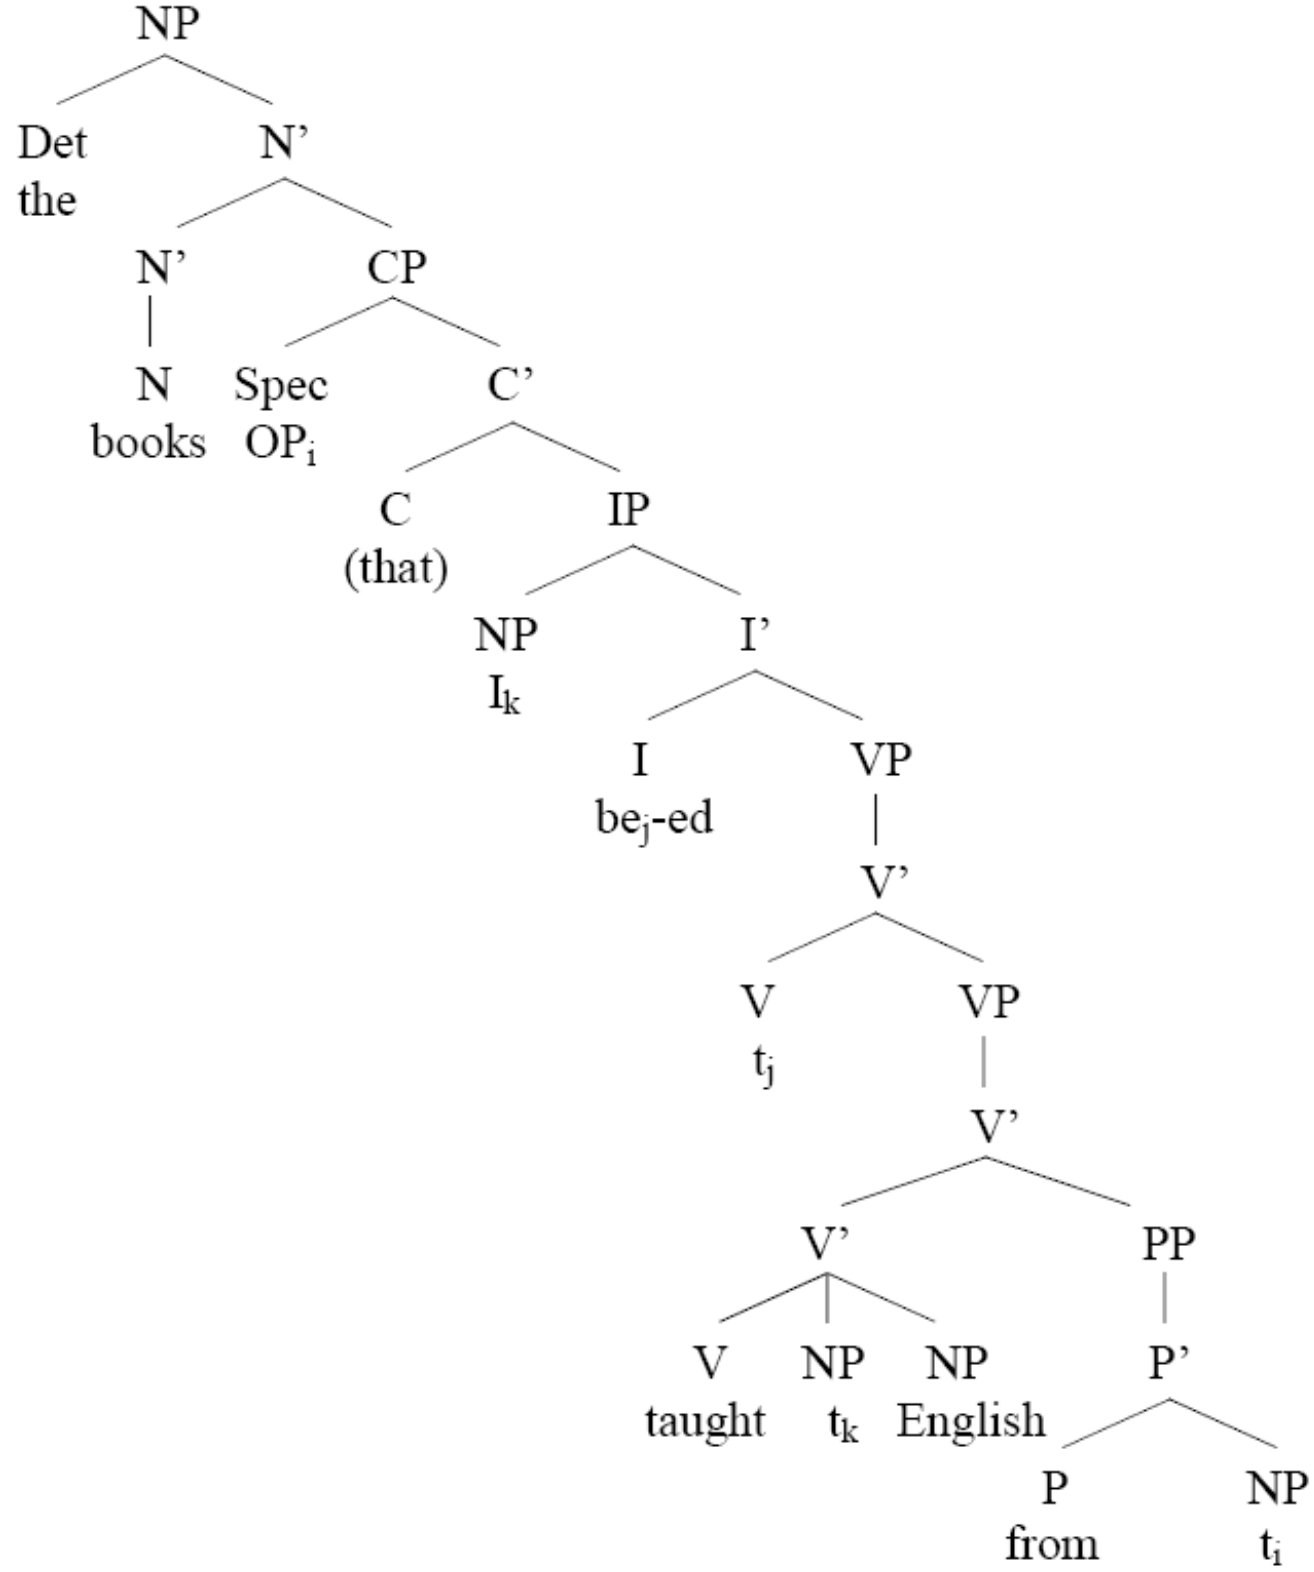 NP
Det N’
the
N’ CP
N Spec C’
books OPi
C IP
(that)
NP I’
Ik
I VP
bej-ed
V’
V VP
tj
V’
V’ PP
V NP NP P’
taught tk English
P NP
from ti